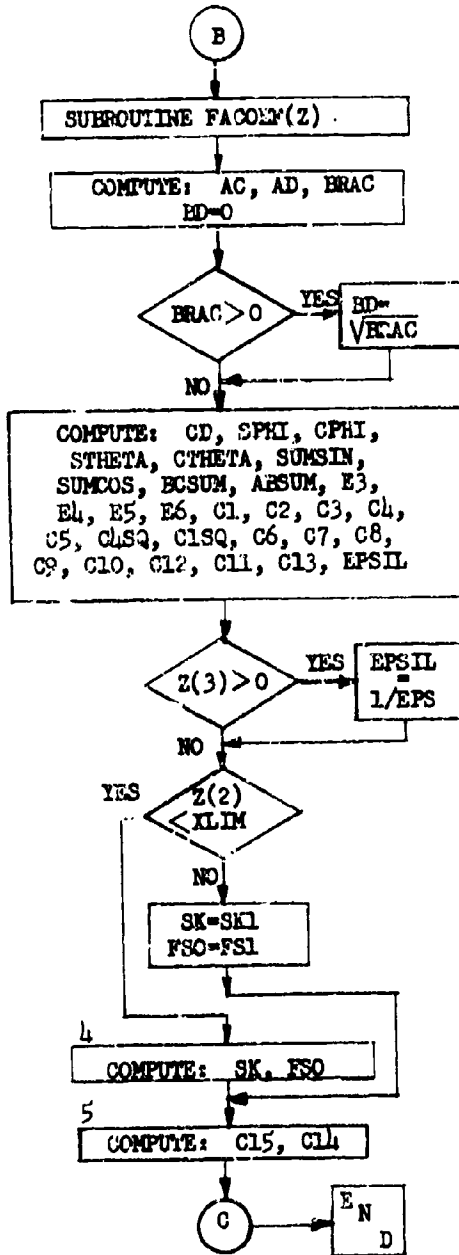 B
SUBROUTINE FACOEF(Z)
COMPUTE: AC, AD, BRAC
BD=0
BRAC>0
YES
BD=
√BRAC
NO
COMPUTE: CD, SPHI, CPHI,
STHETA, CTHETA, SUMSIN,
SUMCOS, BCSUM, ABSUM, E3,
E4, E5, E6, C1, C2, C3, C4,
C5, C4SQ, C1SQ, C6, C7, C8,
C9, C10, C12, C11, C13, EPSIL
Z(3)>0
YES
EPSIL
=
1/EPS
NO
YES
Z(2)
<XLIM
NO
SK=SK1
FSO=FS1
4
COMPUTE: SK, FSO
5
COMPUTE: C15, C14
C
END